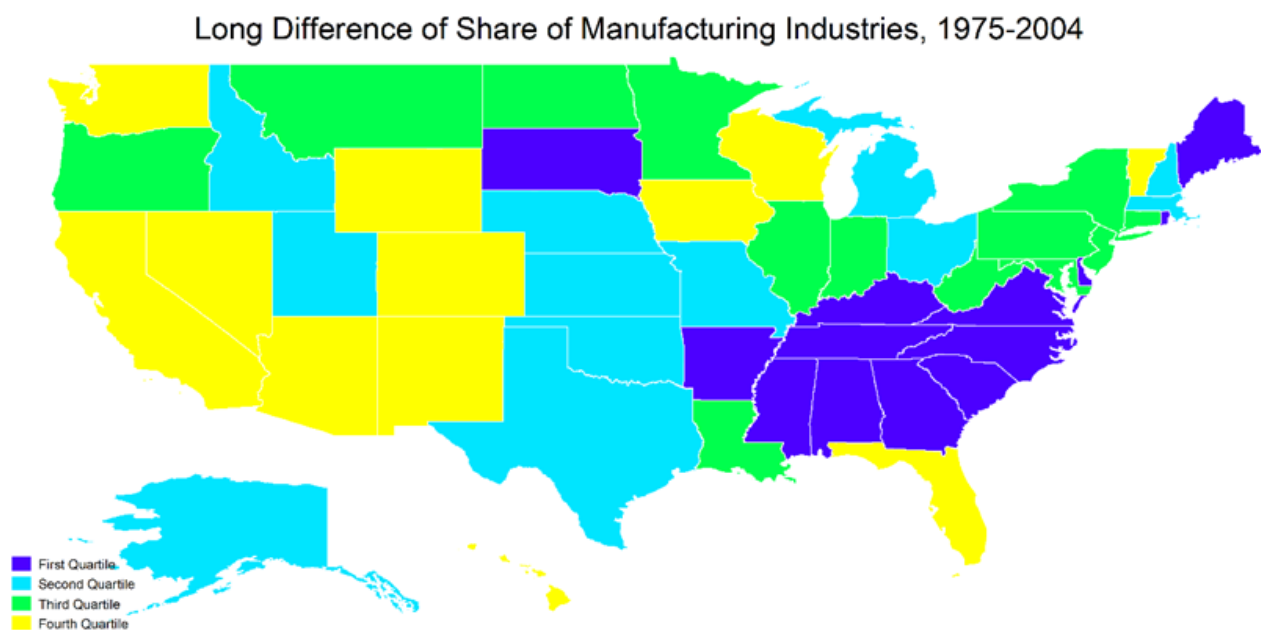 Long Difference of Share of Manufacturing Industries, 1975-2004
First Quartile
Second Quartile
Third Quartile
Fourth Quartile